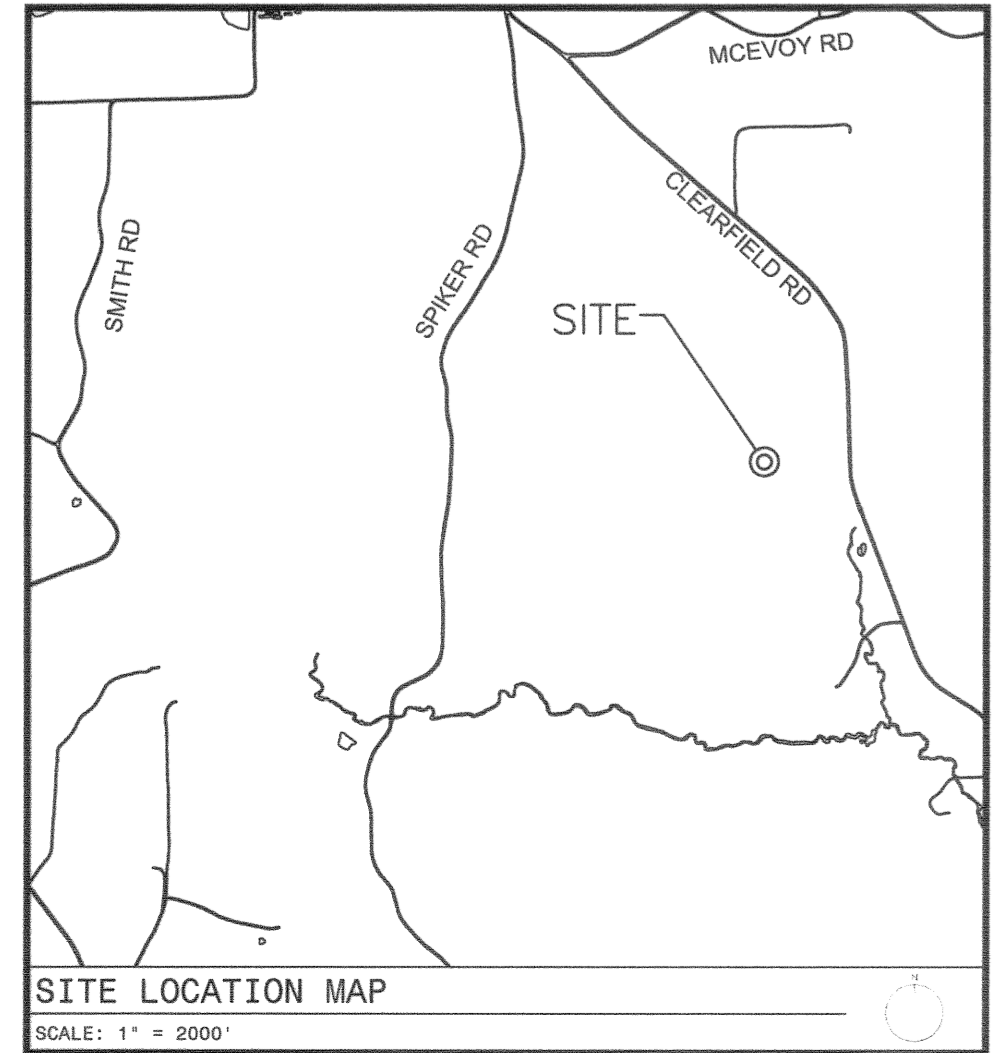 MCEVOY RD
CLEARFIELD RD
SMITH RD
SPIKER RD
SITE
SITE LOCATION MAP
N
SCALE: 1" = 2000'